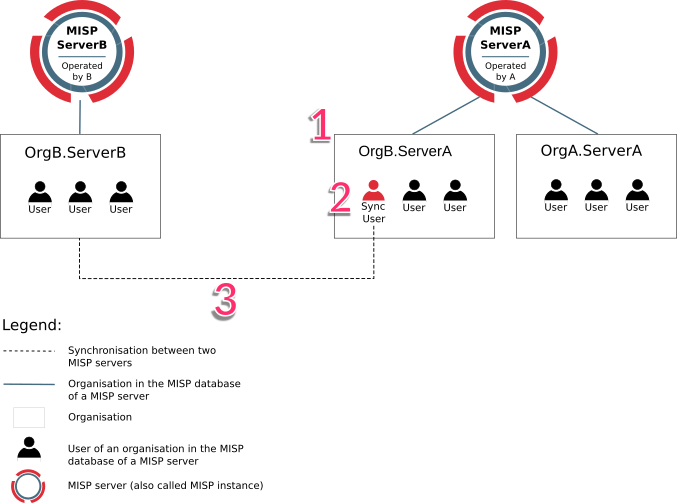 MISP
ServerB
Operated
by B
MISP
ServerA
Operated
by A
1
OrgB.ServerB
User
User
User
OrgB.ServerA
2
Sync
User
User
User
OrgA.ServerA
User
User
User
3
Legend:
Synchronisation between two
MISP servers
Organisation in the MISP database
of a MISP server
Organisation
User of an organisation in the MISP
database of a MISP server
MISP server (also called MISP instance)